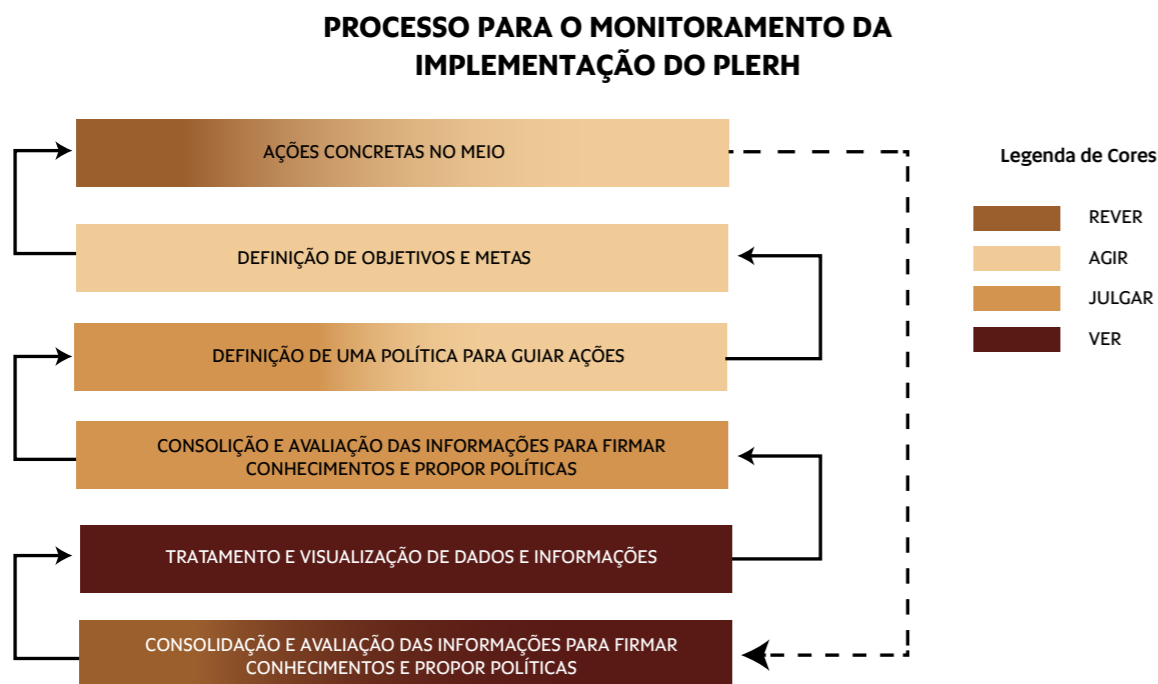 PROCESSO PARA O MONITORAMENTO DA
IMPLEMENTAÇÃO DO PLERH
AÇÕES CONCRETAS NO MEIO
DEFINIÇÃO DE OBJETIVOS E METAS
DEFINIÇÃO DE UMA POLÍTICA PARA GUIAR AÇÕES
CONSOLIÇÃO E AVALIAÇÃO DAS INFORMAÇÕES PARA FIRMAR
CONHECIMENTOS E PROPOR POLÍTICAS
TRATAMENTO E VISUALIZAÇÃO DE DADOS E INFORMAÇÕES
CONSOLIDAÇÃO E AVALIAÇÃO DAS INFORMAÇÕES PARA FIRMAR
CONHECIMENTOS E PROPOR POLÍTICAS
Legenda de Cores
REVER
AGIR
JULGAR
VER